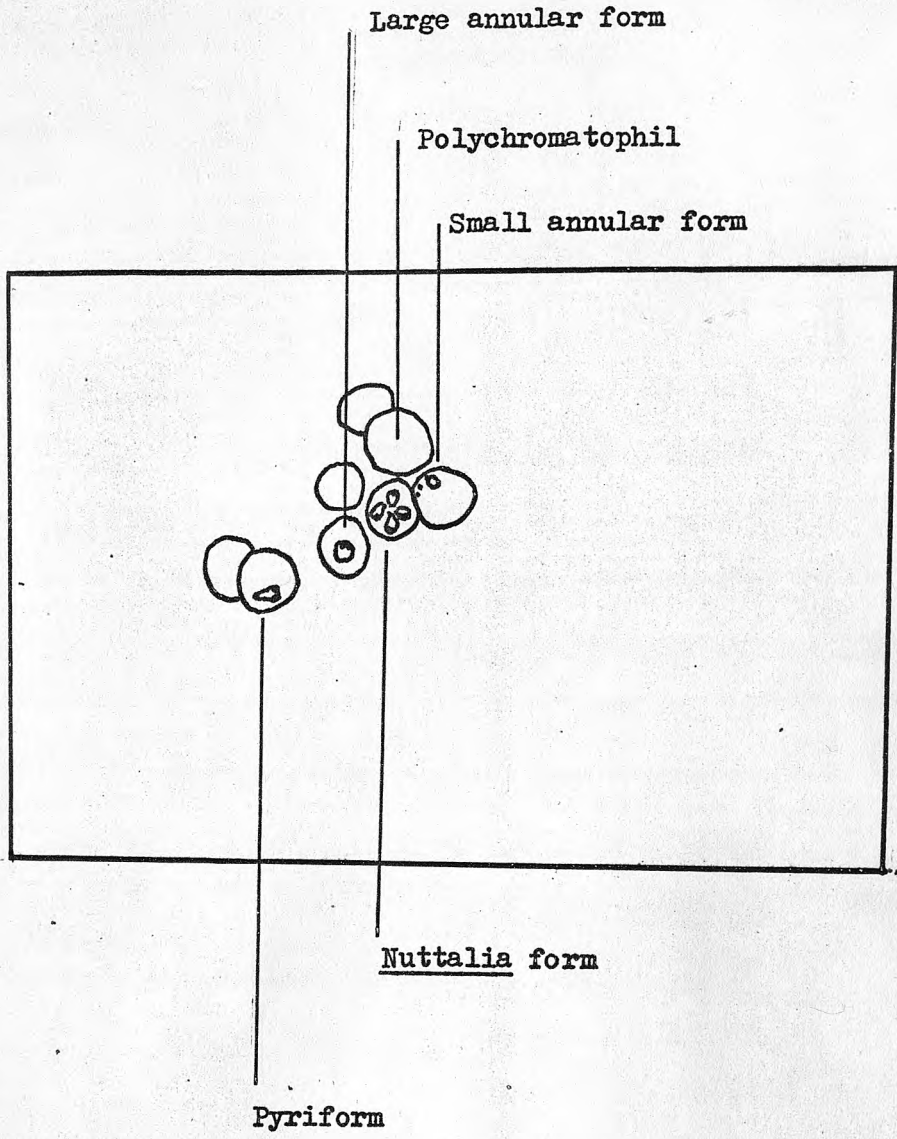 Large annular form
Polychromatophil
Small annular form
Nuttalia form
Pyriform